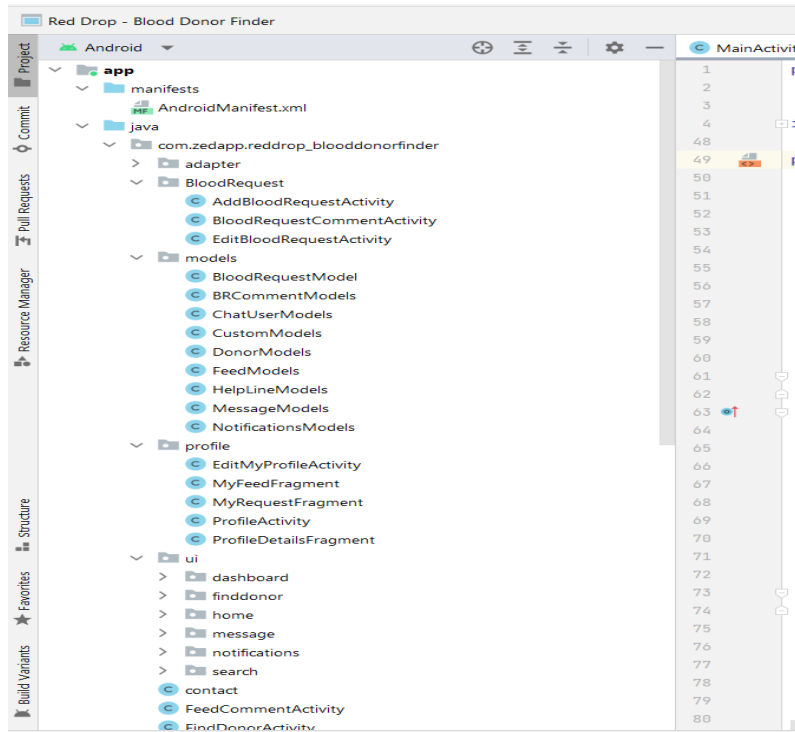 Red Drop - Blood Donor Finder
Project
Commit
Pull Requests
Resource Manager
Structure
Favorites
Build Variants
Android
app
manifests
MF AndroidManifest.xml
java
com.zedapp.reddrop_blooddonorfinder
adapter
BloodRequest
C AddBloodRequestActivity
C BloodRequestCommentActivity
C EditBloodRequestActivity
models
C BloodRequestModel
C BRCommentModels
C ChatUserModels
C CustomModels
C DonorModels
C FeedModels
C HelpLineModels
C MessageModels
C NotificationsModels
profile
C EditMyProfileActivity
C MyFeedFragment
C MyRequestFragment
C ProfileActivity
C ProfileDetailsFragment
ui
dashboard
finddonor
home
message
notifications
search
C contact
C FeedCommentActivity
C FindDonorActivity
C MainActivit
1
2
3
4
48
49
50
51
52
53
54
55
56
57
58
59
60
61
62
63
64
65
66
67
68
69
70
71
72
73
74
75
76
77
78
79
80